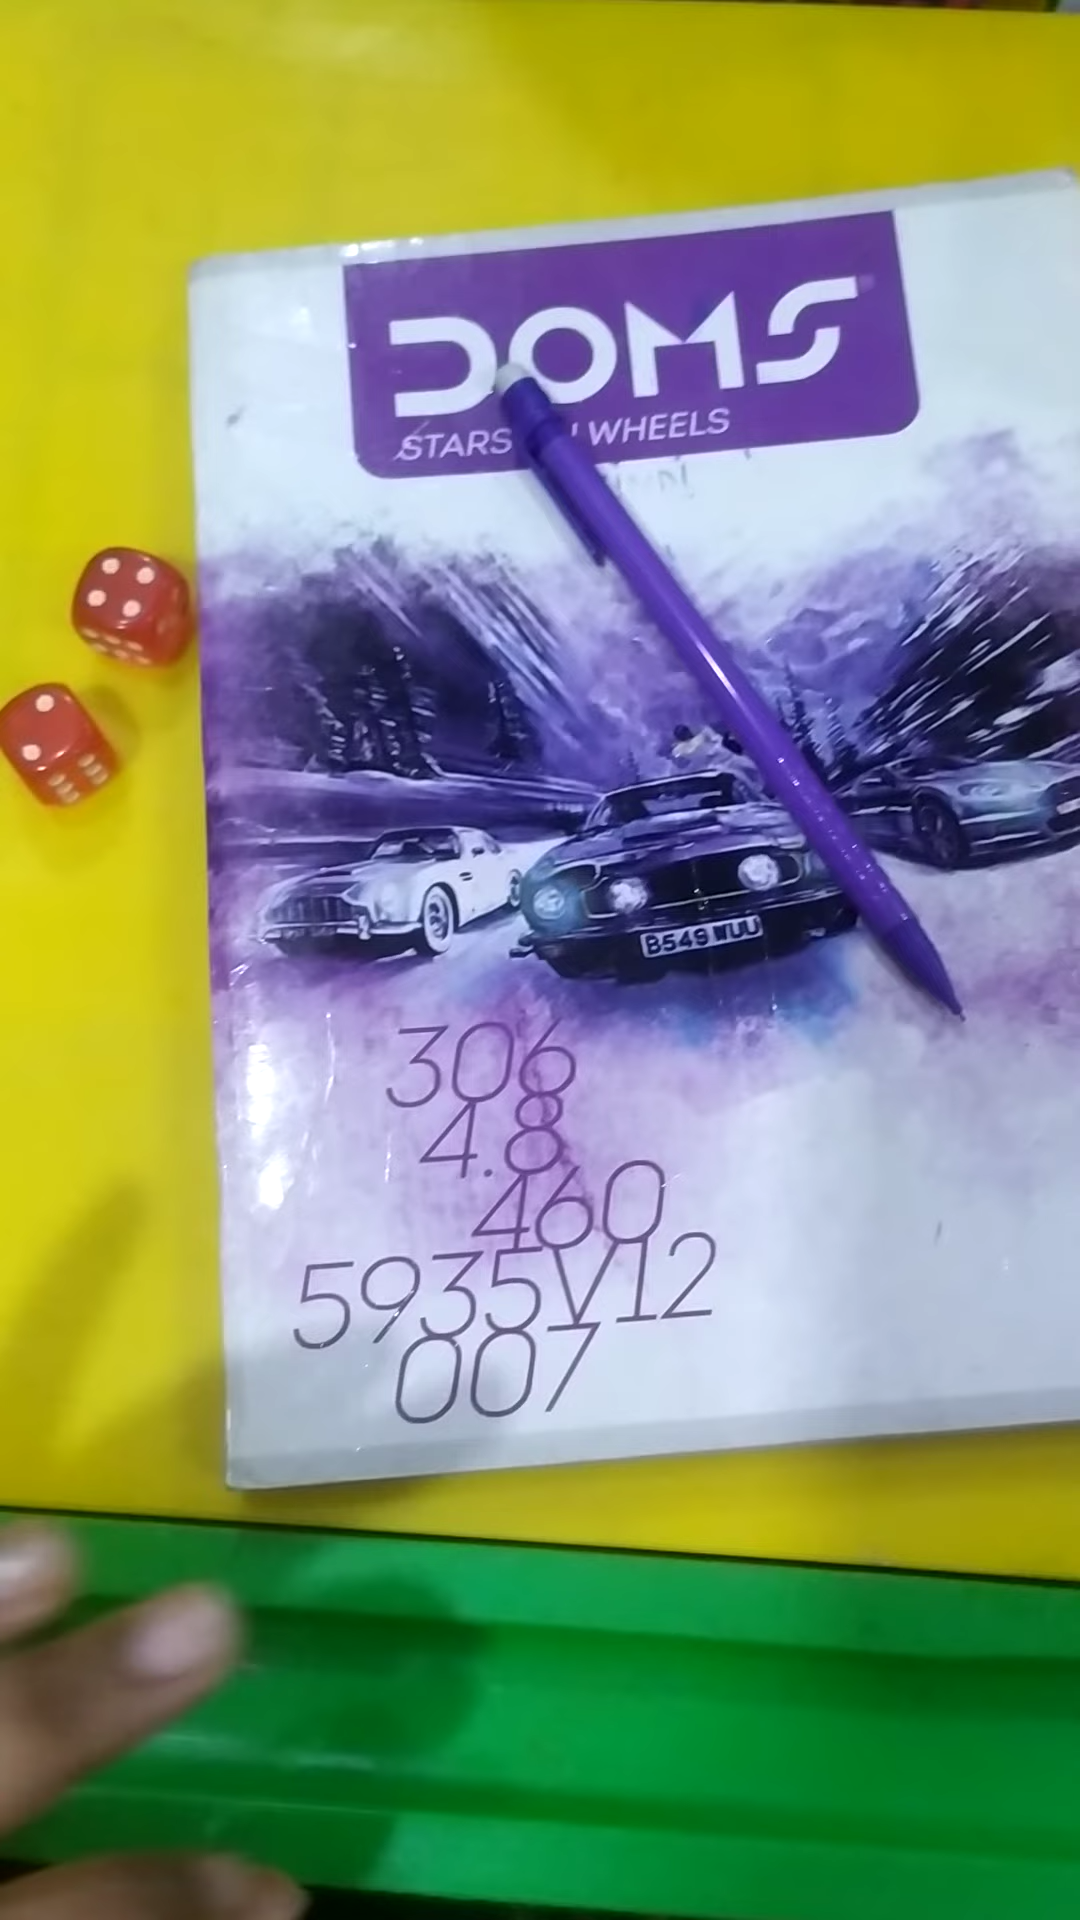 DOMS
STARS WHEELS
B549 WUU
306
4.8
460
5935V12
007